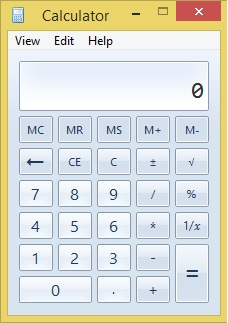 Calculator
View Edit Help
0
MC MR MS M+ M-
← CE C ± √
7 8 9 / %
4 5 6 * 1/x
1 2 3 - =
0 . +